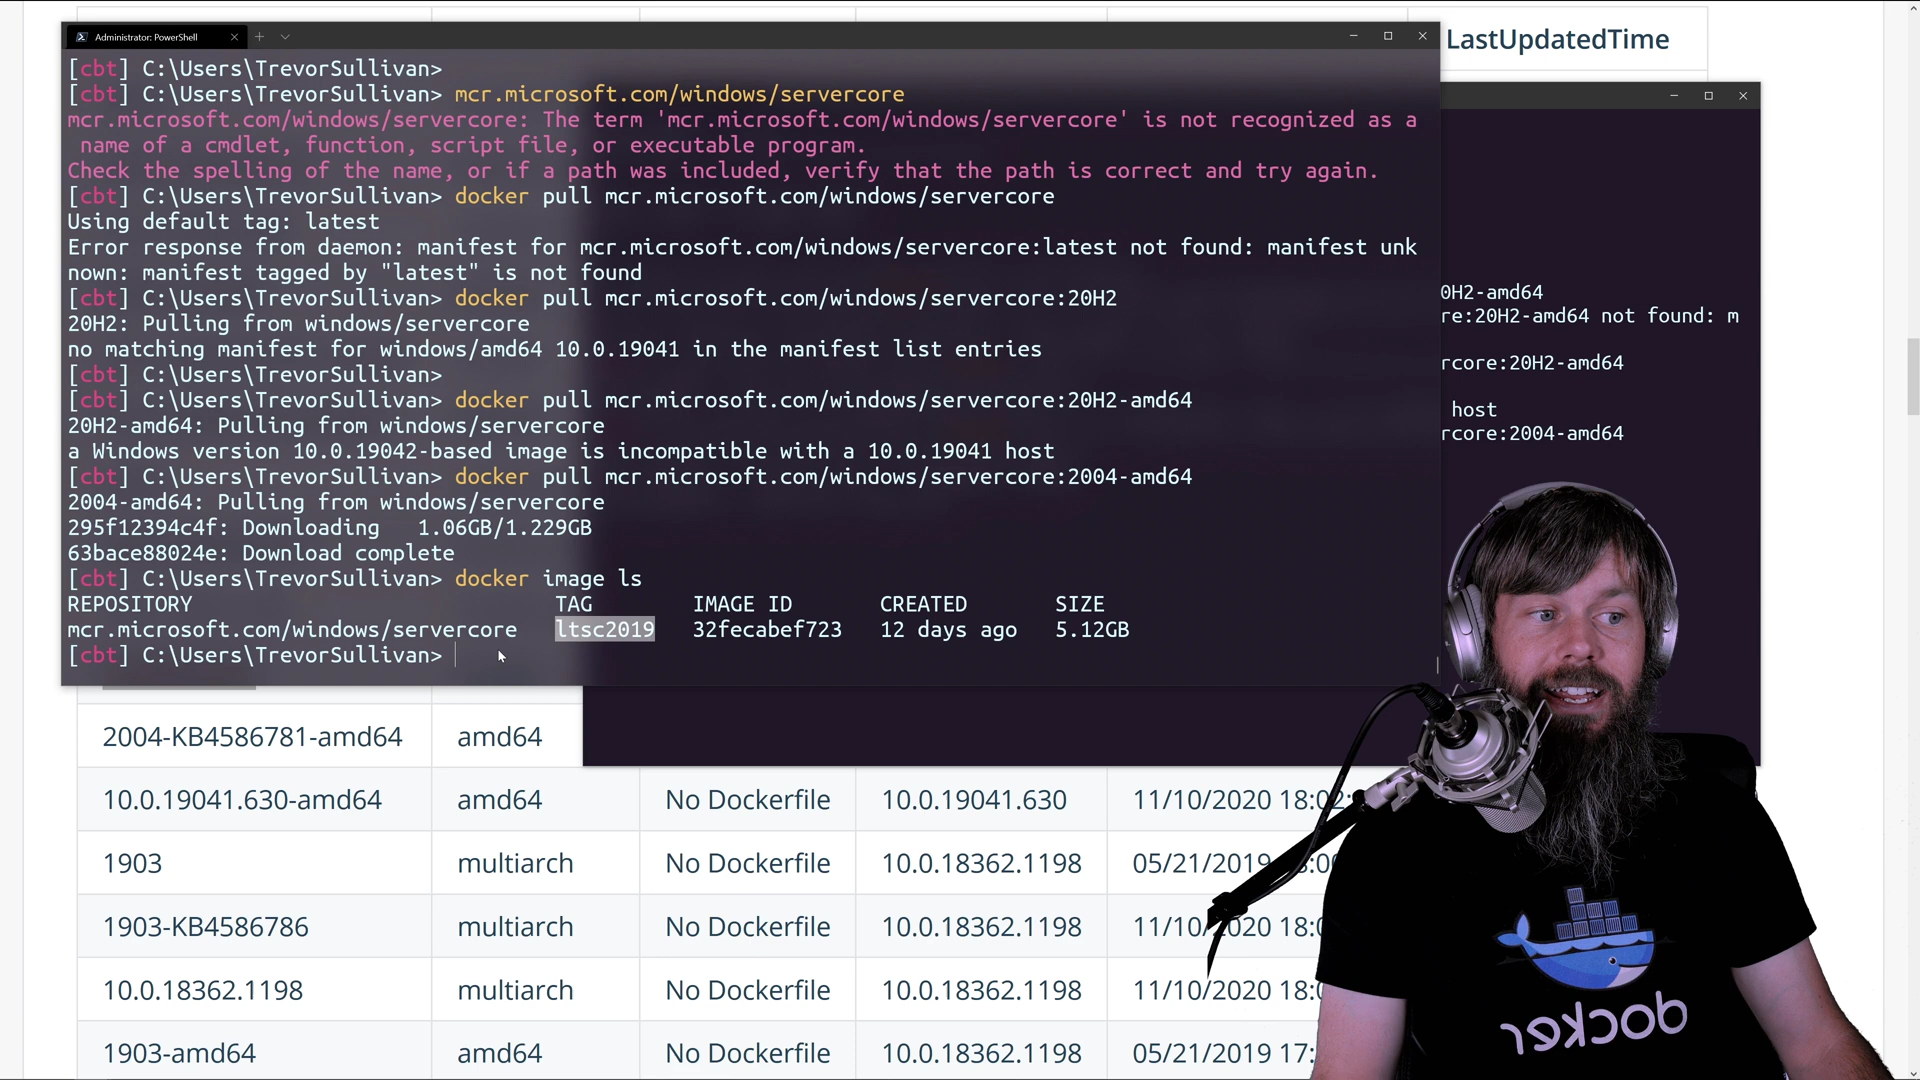 Administrator: PowerShell
[cbt] C:\Users\TrevorSullivan>
[cbt] C:\Users\TrevorSullivan> mcr.microsoft.com/windows/servercore
mcr.microsoft.com/windows/servercore: The term 'mcr.microsoft.com/windows/servercore' is not recognized as a
name of a cmdlet, function, script file, or executable program.
Check the spelling of the name, or if a path was included, verify that the path is correct and try again.
[cbt] C:\Users\TrevorSullivan> docker pull mcr.microsoft.com/windows/servercore
Using default tag: latest
Error response from daemon: manifest for mcr.microsoft.com/windows/servercore:latest not found: manifest unk
nown: manifest tagged by "latest" is not found
[cbt] C:\Users\TrevorSullivan> docker pull mcr.microsoft.com/windows/servercore:20H2
20H2: Pulling from windows/servercore
no matching manifest for windows/amd64 10.0.19041 in the manifest list entries
[cbt] C:\Users\TrevorSullivan>
[cbt] C:\Users\TrevorSullivan> docker pull mcr.microsoft.com/windows/servercore:20H2-amd64
20H2-amd64: Pulling from windows/servercore
a Windows version 10.0.19042-based image is incompatible with a 10.0.19041 host
[cbt] C:\Users\TrevorSullivan> docker pull mcr.microsoft.com/windows/servercore:2004-amd64
2004-amd64: Pulling from windows/servercore
295f12394c4f: Downloading 1.06GB/1.229GB
63bace88024e: Download complete
[cbt] C:\Users\TrevorSullivan> docker image ls
REPOSITORY TAG IMAGE ID CREATED SIZE
mcr.microsoft.com/windows/servercore ltsc2019 32fecabef723 12 days ago 5.12GB
[cbt] C:\Users\TrevorSullivan>
LastUpdatedTime
0H2-amd64
re:20H2-amd64 not found: m
rcore:20H2-amd64
host
rcore:2004-amd64
2004-KB4586781-amd64 amd64
10.0.19041.630-amd64 amd64 No Dockerfile 10.0.19041.630 11/10/2020 18:02:
1903 multiarch No Dockerfile 10.0.18362.1198 05/21/2019
1903-KB4586786 multiarch No Dockerfile 10.0.18362.1198 11/10/2020 18:0
10.0.18362.1198 multiarch No Dockerfile 10.0.18362.1198 11/10/2020 18:0
1903-amd64 amd64 No Dockerfile 10.0.18362.1198 05/21/2019 17:
docker